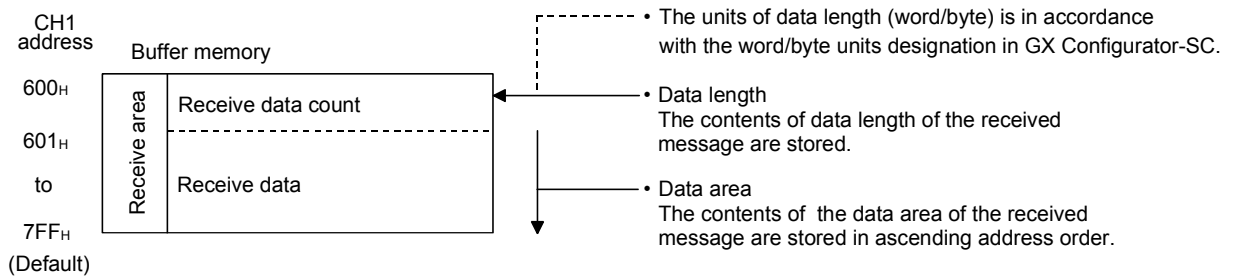 CH1
address
Buffer memory
600H
601H
to
7FFH
(Default)
Receive area
Receive data count
Receive data
• The units of data length (word/byte) is in accordance
with the word/byte units designation in GX Configurator-SC.
• Data length
The contents of data length of the received
message are stored.
• Data area
The contents of the data area of the received
message are stored in ascending address order.